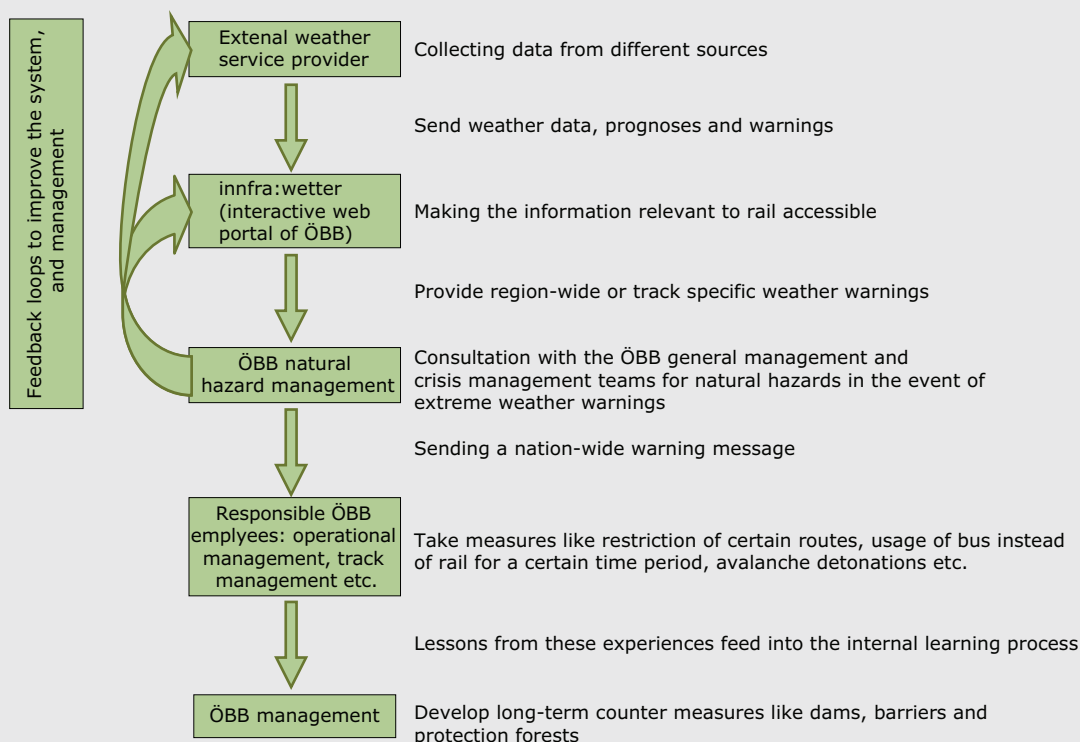 Feedback loops to improve the system,
and management
Extenal weather
service provider
Collecting data from different sources
Send weather data, prognoses and warnings
innfra:wetter
(interactive web
portal of ÖBB)
Making the information relevant to rail accessible
Provide region-wide or track specific weather warnings
ÖBB natural
hazard management
Consultation with the ÖBB general management and
crisis management teams for natural hazards in the event of
extreme weather warnings
Sending a nation-wide warning message
Responsible ÖBB
emplyees: operational
management, track
management etc.
Take measures like restriction of certain routes, usage of bus instead
of rail for a certain time period, avalanche detonations etc.
Lessons from these experiences feed into the internal learning process
ÖBB management
Develop long-term counter measures like dams, barriers and
protection forests